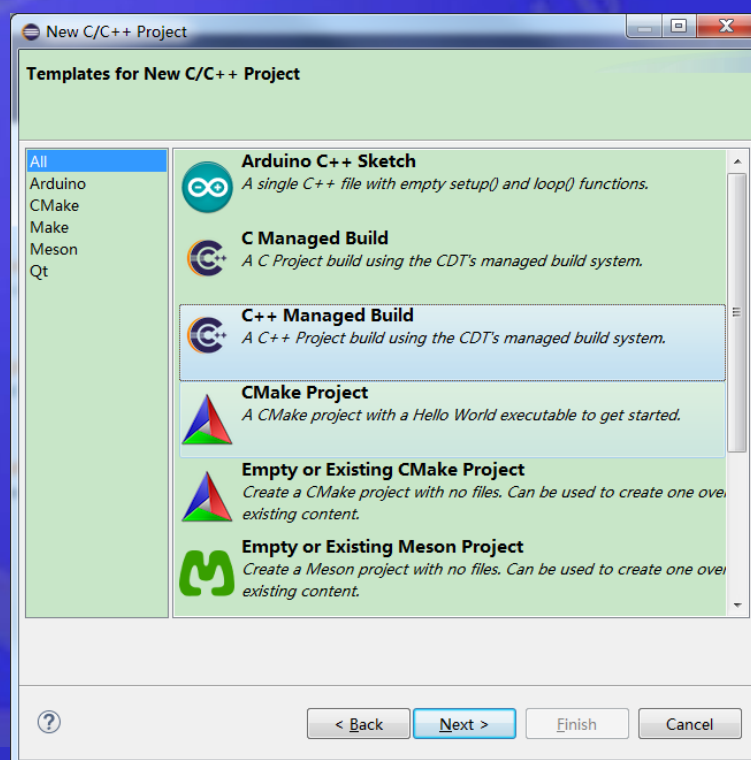 New C/C++ Project
Templates for New C/C++ Project
All
Arduino
CMake
Make
Meson
Qt
Arduino C++ Sketch
A single C++ file with empty setup() and loop() functions.
C Managed Build
A C Project build using the CDT's managed build system.
C++ Managed Build
A C++ Project build using the CDT's managed build system.
CMake Project
A CMake project with a Hello World executable to get started.
Empty or Existing CMake Project
Create a CMake project with no files. Can be used to create one over
existing content.
Empty or Existing Meson Project
Create a Meson project with no files. Can be used to create one over
existing content.
< Back
Next >
Finish
Cancel